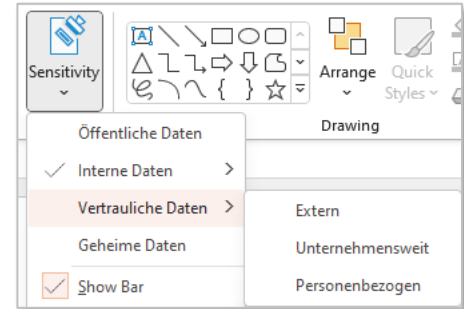 Sensitivity
Arrange
Quick
Styles
Drawing
Öffentliche Daten
Interne Daten
Vertrauliche Daten
Geheime Daten
Show Bar
Extern
Unternehmensweit
Personenbezogen